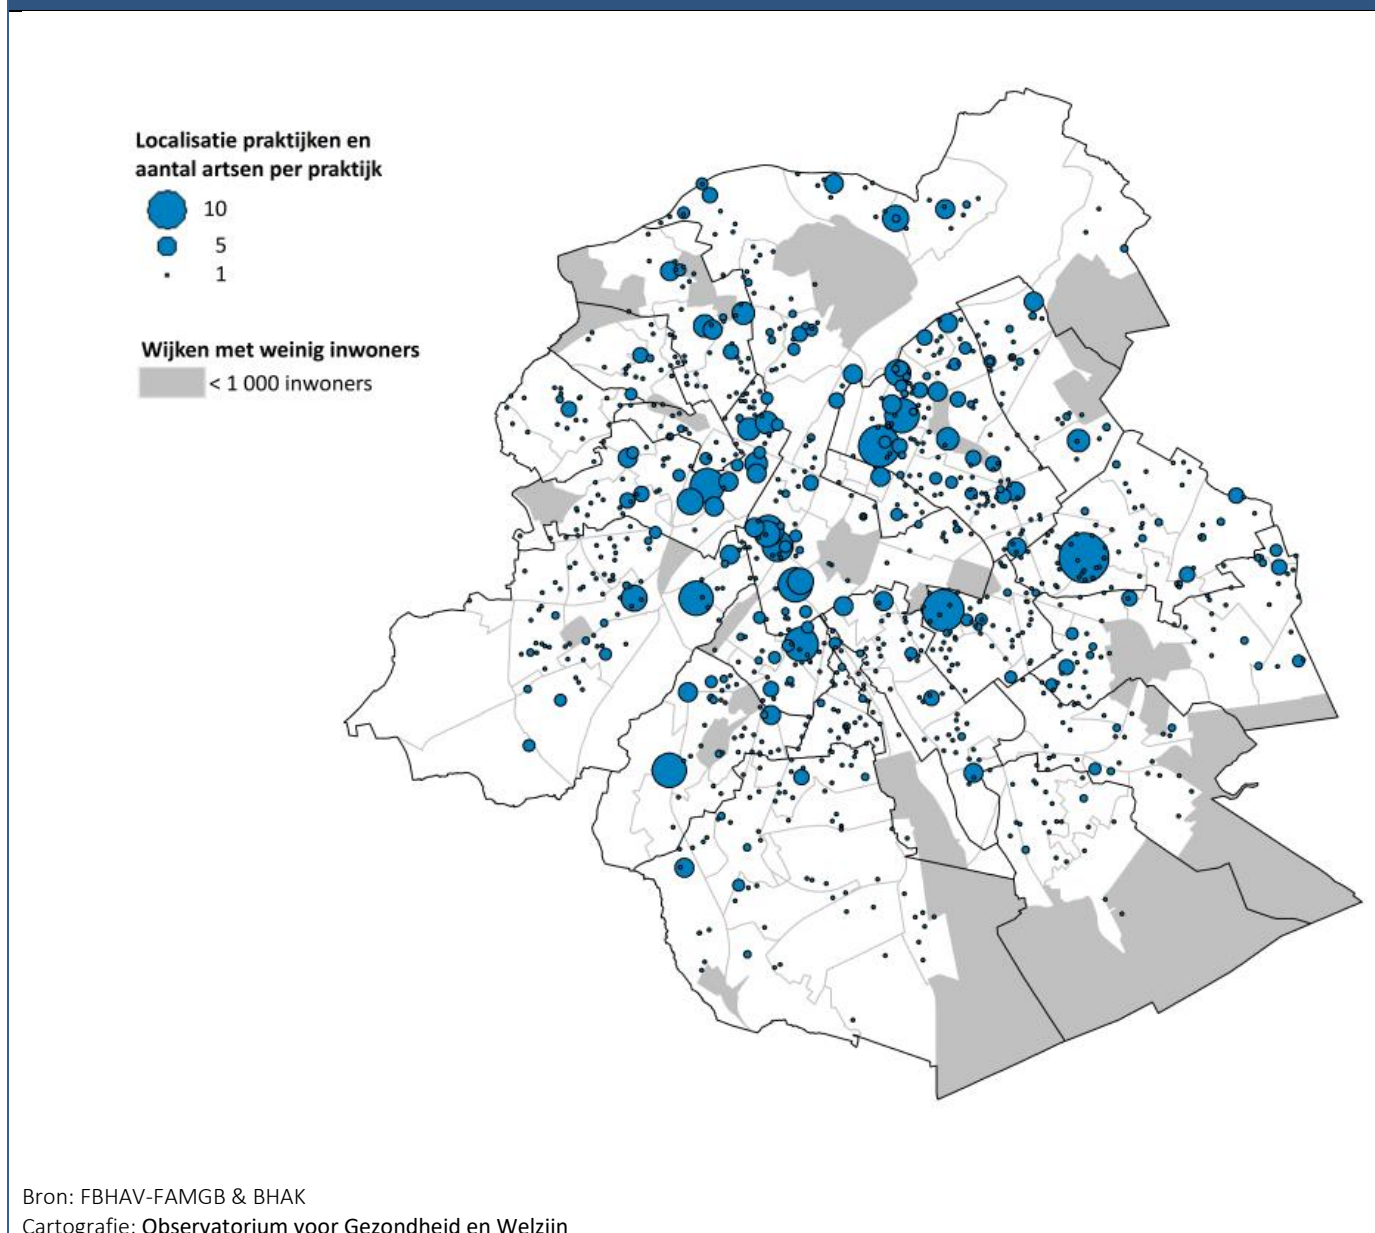 Localisatie praktijken en
aantal artsen per praktijk
10
5
1
Wijken met weinig inwoners
< 1 000 inwoners
Bron: FBHAV-FAMGB & BHAK
Cartografie: Observatorium voor Gezondheid en Welzijn